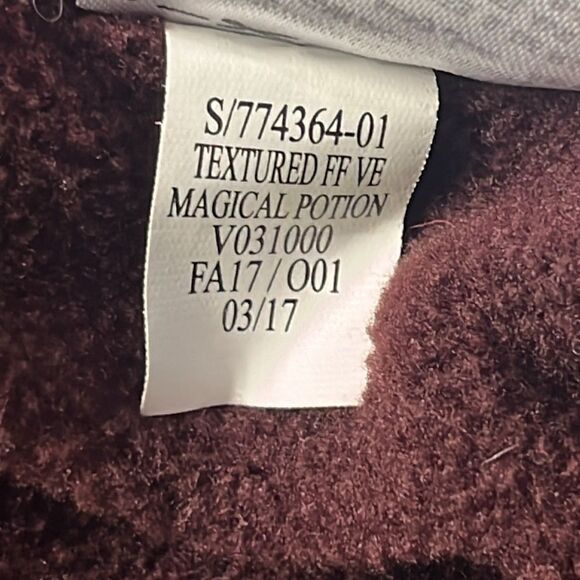 S/774364-01
TEXTURED FF VE
MAGICAL POTION
V031000
FA17 / O01
03/17